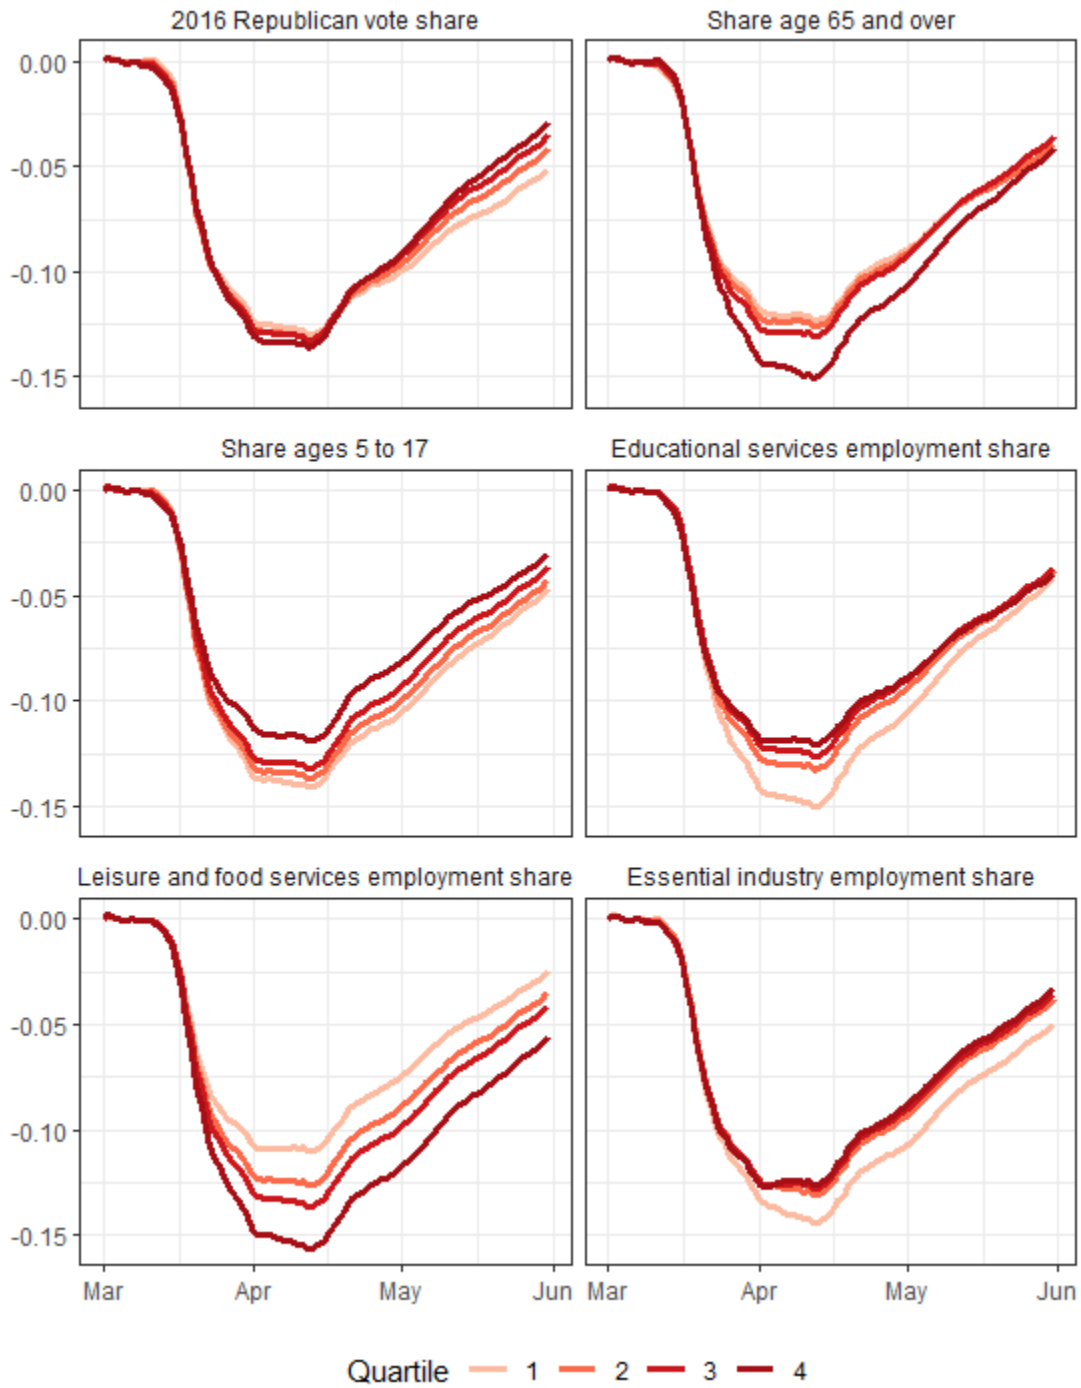 2016 Republican vote share
Share age 65 and over
0.00
-0.05
-0.10
-0.15
Share ages 5 to 17
Educational services employment share
0.00
-0.05
-0.10
-0.15
Leisure and food services employment share
Essential industry employment share
0.00
-0.05
-0.10
-0.15
Mar Apr May Jun Mar Apr May Jun
Quartile 1 2 3 4